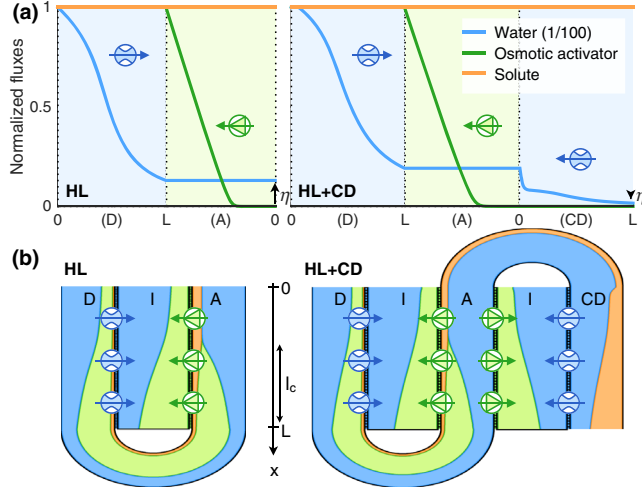 (a)
Normalized fluxes
1
0.5
0
Water (1/100)
Osmotic activator
Solute
HL
η
HL+CD
η
0 (D) L (A) 0
0 (D) L (A) 0 (CD) L
(b)
HL
HL+CD
D I A
0
l_c
L
x
D I A I CD